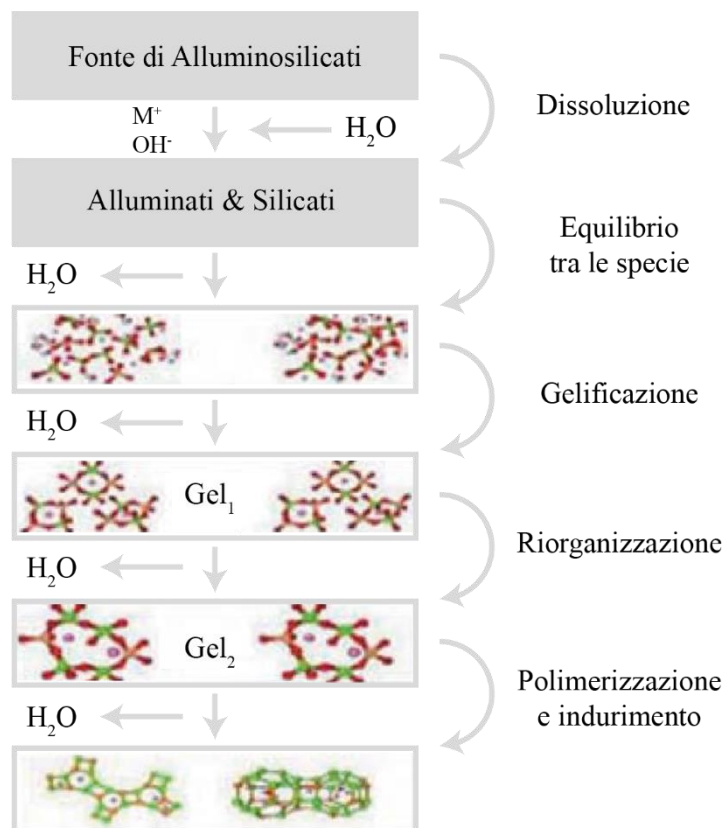 Fonte di Alluminosilicati
Dissoluzione
M⁺
OH⁻
H₂O
Alluminati & Silicati
Equilibrio
tra le specie
H₂O
Gelificazione
H₂O
Gel₁
Riorganizzazione
H₂O
Gel₂
Polimerizzazione
e indurimento
H₂O